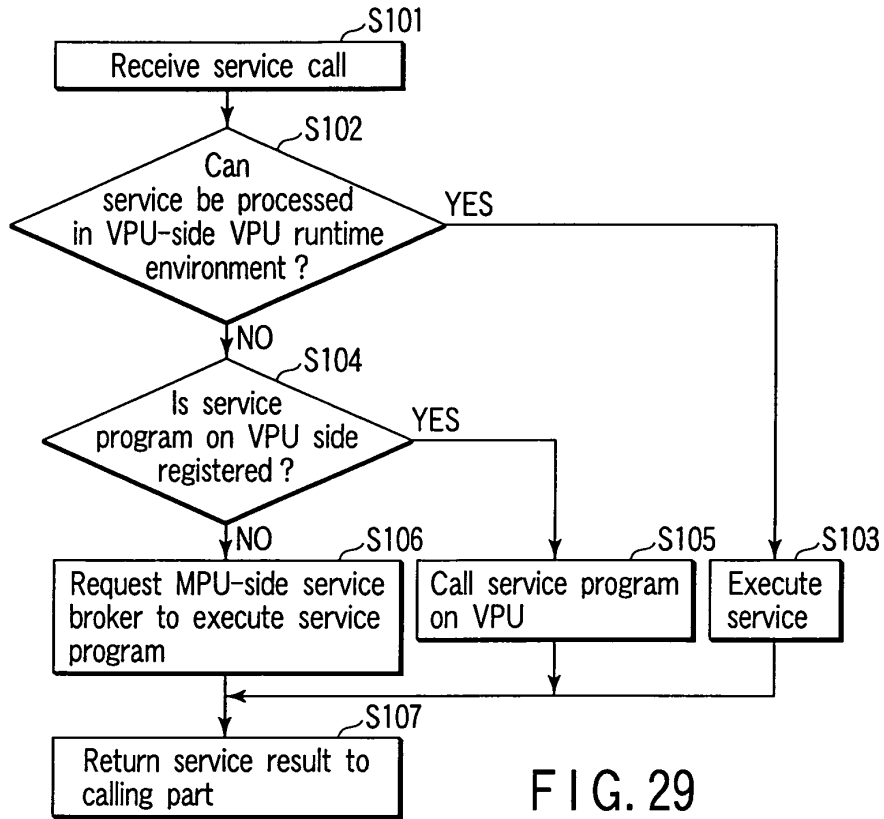 S101
Receive service call
S102
Can
service be processed
in VPU-side VPU runtime
environment ?
YES
NO
S104
Is service
program on VPU side
registered ?
YES
NO
S106
Request MPU-side service
broker to execute service
program
S105
Call service program
on VPU
S103
Execute
service
S107
Return service result to
calling part
FIG. 29